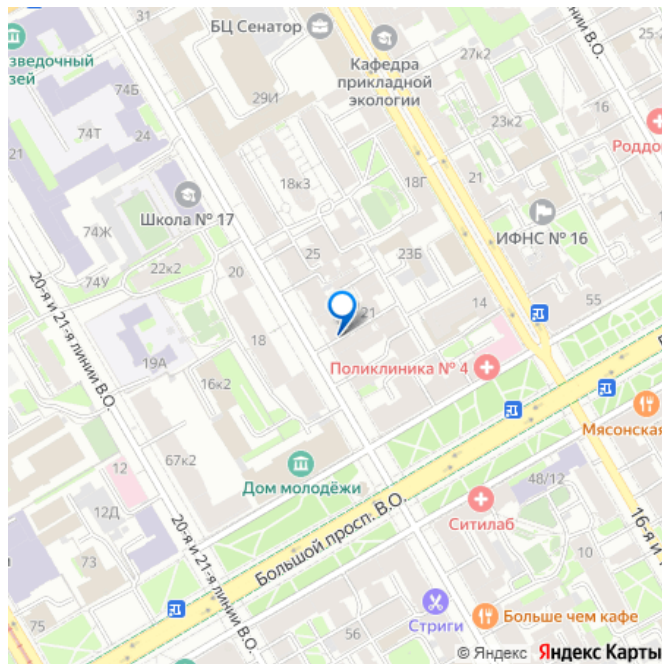 БЦ Сенатор
зведочный
зей
Кафедра
прикладной
экологии
27к2
25-2
линии В.О.
74Б
29И
16
74Т
24
23к2
Роддо
21
18к3
18Г
21
Школа № 17
ИФНС № 16
74Ж
25
23Б
22к2
20
74У
55
14
21
20-я и 21-я линии В.О.
18
Поликлиника № 4
19А
16к2
Мясонская
67к2
Дом молодёжи
48/12
12
Ситилаб
12Д
Большой просп. В.О.
16-я и
20-я и 21-я линии В.О.
10
73
75
Стриги
Больше чем кафе
56
© Яндекс Яндекс Карты